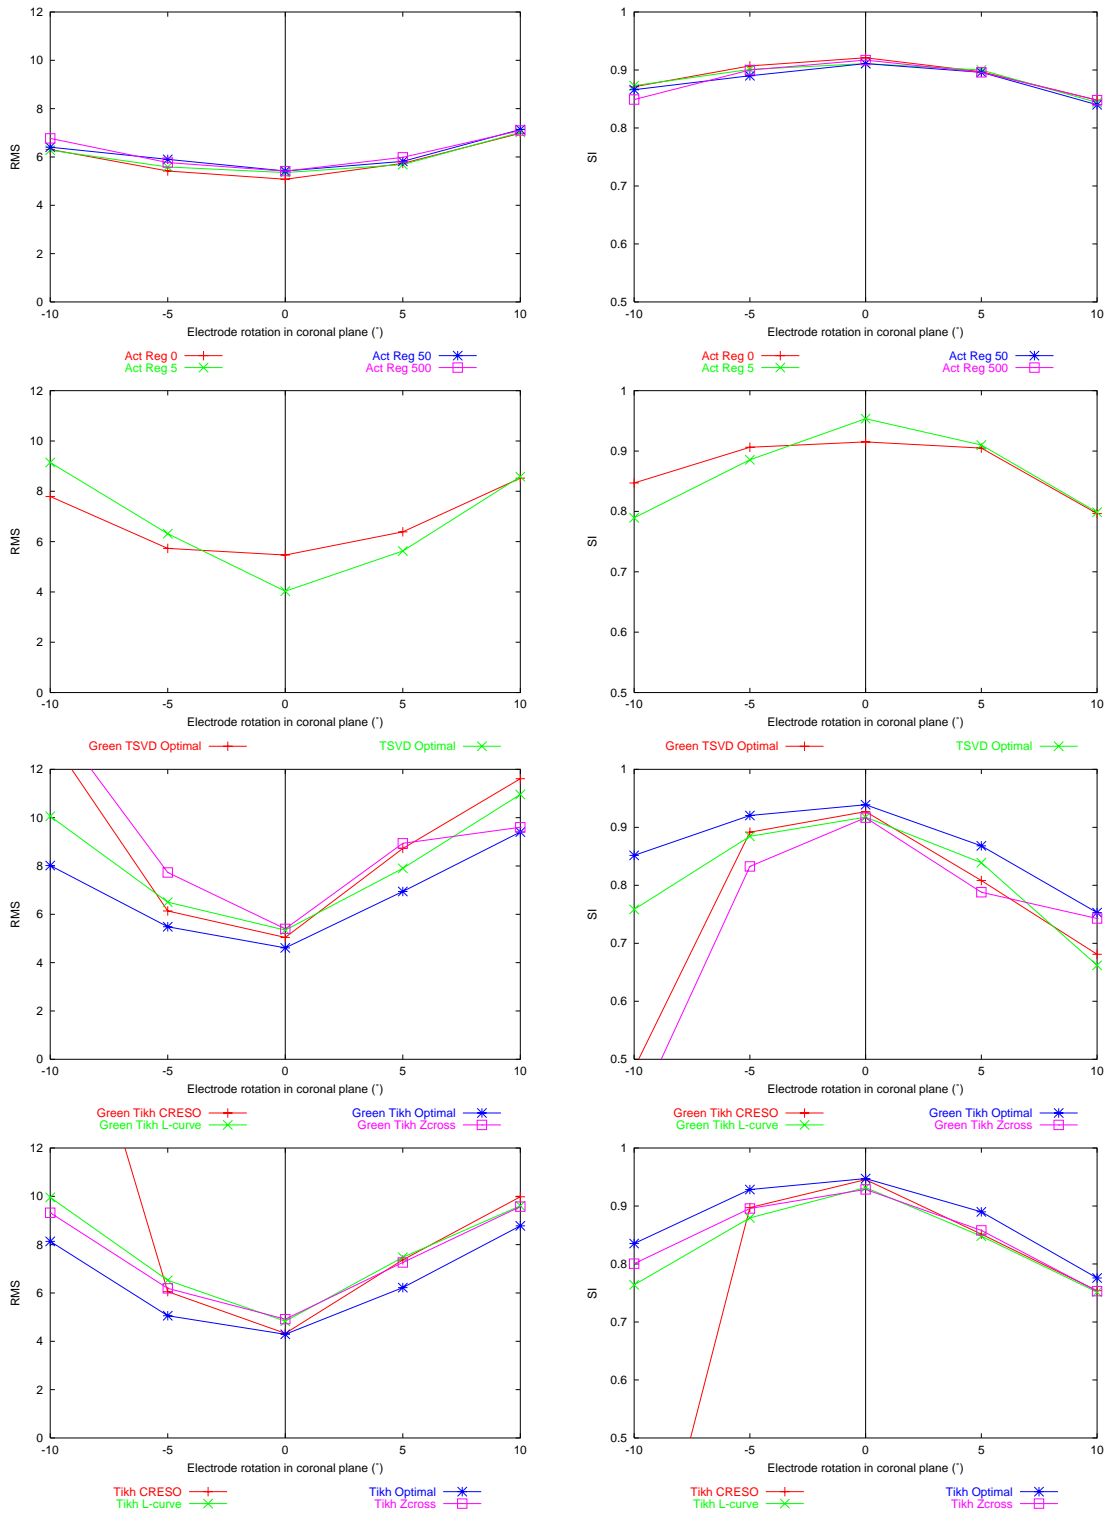 12
10
8
6
4
2
0
RMS
-10 -5 0 5 10
Electrode rotation in coronal plane (°)
Act Reg 0 Act Reg 50
Act Reg 5 Act Reg 500
1
0.9
0.8
0.7
0.6
0.5
SI
-10 -5 0 5 10
Electrode rotation in coronal plane (°)
Act Reg 0 Act Reg 50
Act Reg 5 Act Reg 500
12
10
8
6
4
2
0
RMS
-10 -5 0 5 10
Electrode rotation in coronal plane (°)
Green TSVD Optimal TSVD Optimal
1
0.9
0.8
0.7
0.6
0.5
SI
-10 -5 0 5 10
Electrode rotation in coronal plane (°)
Green TSVD Optimal TSVD Optimal
12
10
8
6
4
2
0
RMS
-10 -5 0 5 10
Electrode rotation in coronal plane (°)
Green Tikh CRESO Green Tikh Optimal
Green Tikh L-curve Green Tikh Zcross
1
0.9
0.8
0.7
0.6
0.5
SI
-10 -5 0 5 10
Electrode rotation in coronal plane (°)
Green Tikh CRESO Green Tikh Optimal
Green Tikh L-curve Green Tikh Zcross
12
10
8
6
4
2
0
RMS
-10 -5 0 5 10
Electrode rotation in coronal plane (°)
Tikh CRESO Tikh Optimal
Tikh L-curve Tikh Zcross
1
0.9
0.8
0.7
0.6
0.5
SI
-10 -5 0 5 10
Electrode rotation in coronal plane (°)
Tikh CRESO Tikh Optimal
Tikh L-curve Tikh Zcross